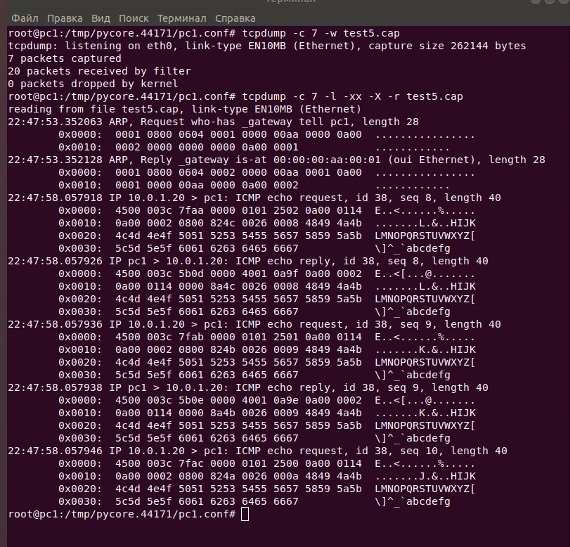 Терминал
Файл Правка Вид Поиск Терминал Справка
root@pc1:/tmp/pycore.44171/pc1.conf# tcpdump -c 7 -w test5.cap
tcpdump: listening on eth0, link-type EN10MB (Ethernet), capture size 262144 bytes
7 packets captured
20 packets received by filter
0 packets dropped by kernel
root@pc1:/tmp/pycore.44171/pc1.conf# tcpdump -c 7 -l -xx -X -r test5.cap
reading from file test5.cap, link-type EN10MB (Ethernet)
22:47:53.352063 ARP, Request who-has _gateway tell pc1, length 28
0x0000:  0001 0800 0604 0001 0000 00aa 0000 0a00  ................
0x0010:  0002 0000 0000 0000 0a00 0001  ............
22:47:53.352128 ARP, Reply _gateway is-at 00:00:00:aa:00:01 (oui Ethernet), length 28
0x0000:  0001 0800 0604 0002 0000 00aa 0001 0a00  ................
0x0010:  0001 0000 00aa 0000 0a00 0002  ............
22:47:58.057918 IP 10.0.1.20 > pc1: ICMP echo request, id 38, seq 8, length 40
0x0000:  4500 003c 7faa 0000 0101 2502 0a00 0114  E..<......%.....
0x0010:  0a00 0002 0800 824c 0026 0008 4849 4a4b  .......L.&..HIJK
0x0020:  4c4d 4e4f 5051 5253 5455 5657 5859 5a5b  LMNOPQRSTUVWXYZ[
0x0030:  5c5d 5e5f 6061 6263 6465 6667  \]^_`abcdefg
22:47:58.057926 IP pc1 > 10.0.1.20: ICMP echo reply, id 38, seq 8, length 40
0x0000:  4500 003c 5b0d 0000 4001 0a9f 0a00 0002  E..<[...@.......
0x0010:  0a00 0114 0000 8a4c 0026 0008 4849 4a4b  .......L.&..HIJK
0x0020:  4c4d 4e4f 5051 5253 5455 5657 5859 5a5b  LMNOPQRSTUVWXYZ[
0x0030:  5c5d 5e5f 6061 6263 6465 6667  \]^_`abcdefg
22:47:58.057936 IP 10.0.1.20 > pc1: ICMP echo request, id 38, seq 9, length 40
0x0000:  4500 003c 7fab 0000 0101 2501 0a00 0114  E..<......%.....
0x0010:  0a00 0002 0800 824b 0026 0009 4849 4a4b  .......K.&..HIJK
0x0020:  4c4d 4e4f 5051 5253 5455 5657 5859 5a5b  LMNOPQRSTUVWXYZ[
0x0030:  5c5d 5e5f 6061 6263 6465 6667  \]^_`abcdefg
22:47:58.057938 IP pc1 > 10.0.1.20: ICMP echo reply, id 38, seq 9, length 40
0x0000:  4500 003c 5b0e 0000 4001 0a9e 0a00 0002  E..<[...@.......
0x0010:  0a00 0114 0000 8a4b 0026 0009 4849 4a4b  .......K.&..HIJK
0x0020:  4c4d 4e4f 5051 5253 5455 5657 5859 5a5b  LMNOPQRSTUVWXYZ[
0x0030:  5c5d 5e5f 6061 6263 6465 6667  \]^_`abcdefg
22:47:58.057946 IP 10.0.1.20 > pc1: ICMP echo request, id 38, seq 10, length 40
0x0000:  4500 003c 7fac 0000 0101 2500 0a00 0114  E..<......%.....
0x0010:  0a00 0002 0800 824a 0026 000a 4849 4a4b  .......J.&..HIJK
0x0020:  4c4d 4e4f 5051 5253 5455 5657 5859 5a5b  LMNOPQRSTUVWXYZ[
0x0030:  5c5d 5e5f 6061 6263 6465 6667  \]^_`abcdefg
root@pc1:/tmp/pycore.44171/pc1.conf#